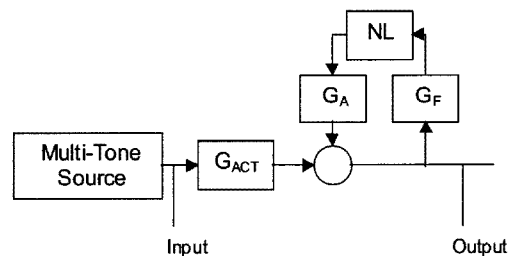 NL
G_A
G_F
Multi-Tone
Source
G_ACT
Input
Output